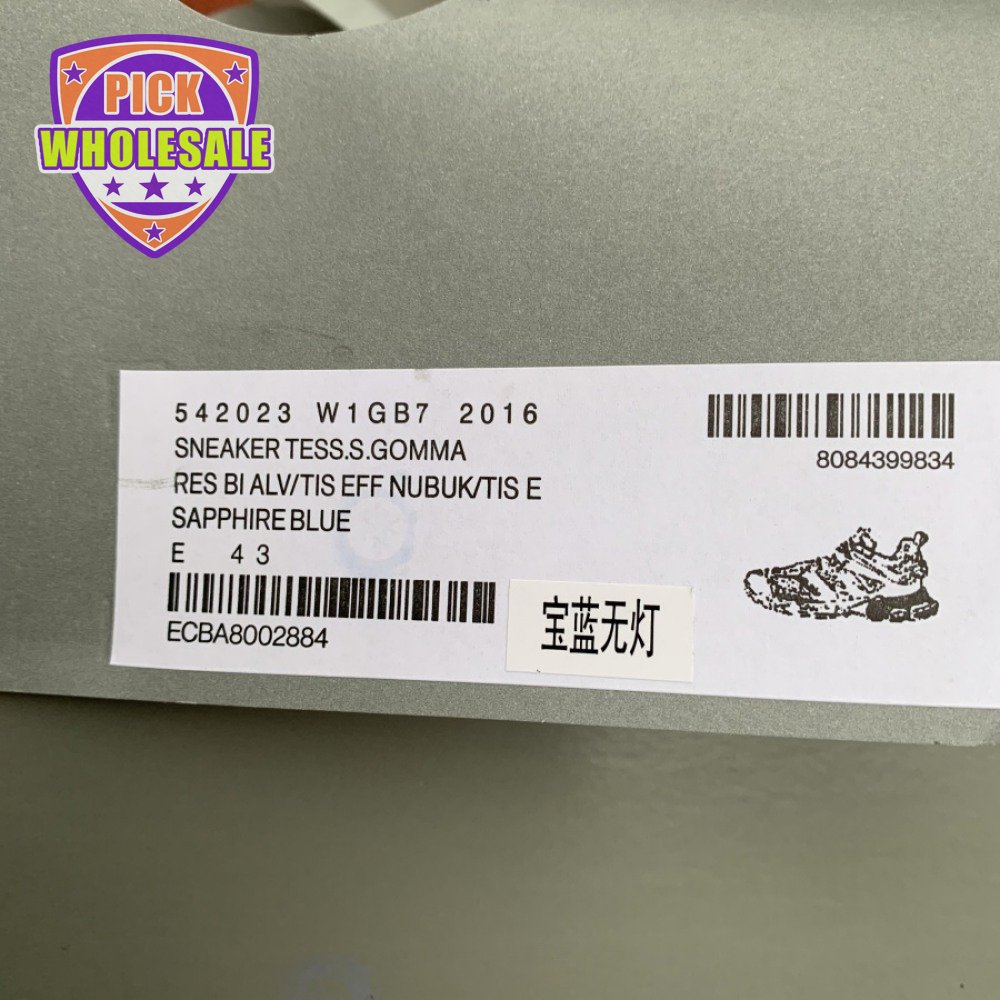 PICK
WHOLESALE
542023 W1GB7 2016
SNEAKER TESS.S.GOMMA
RES BI ALV/TIS EFF NUBUK/TIS E
SAPPHIRE BLUE
E 43
ECBA8002884
8084399834
宝蓝无灯